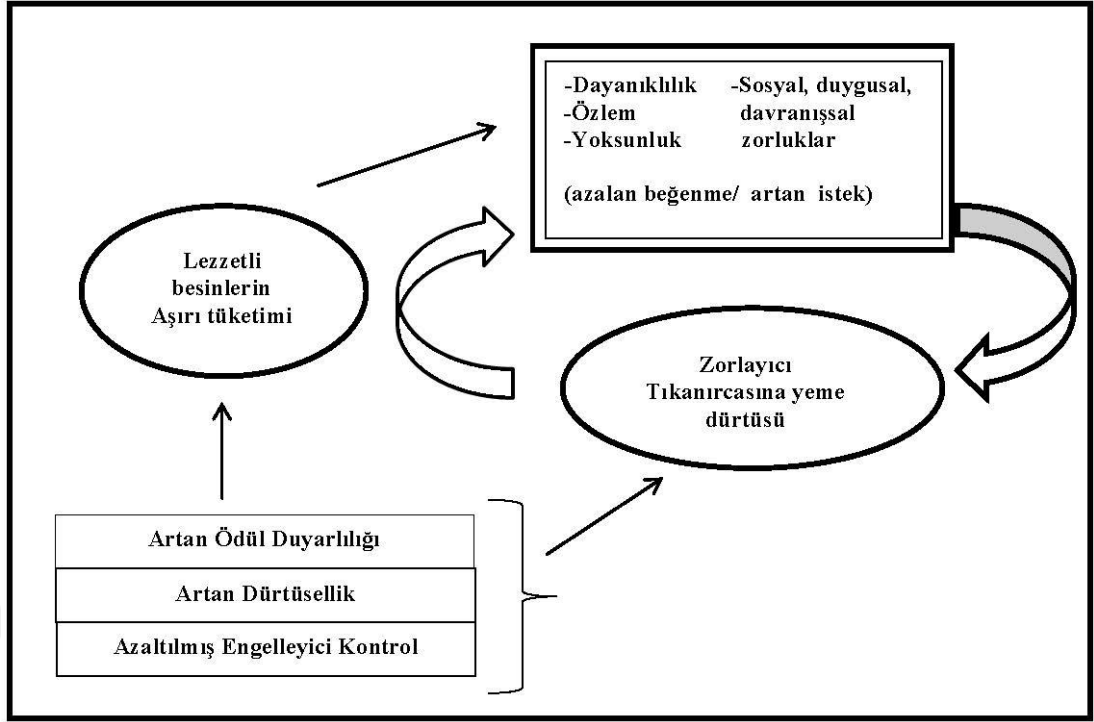 -Dayanıklılık -Sosyal, duygusal,
-Özlem davranışsal
-Yoksunluk zorluklar
(azalan beğenme/ artan istek)
Lezzetli
besinlerin
Aşırı tüketimi
Zorlayıcı
Tıkanırcasına yeme
dürtüsü
Artan Ödül Duyarlılığı
Artan Dürtüsellik
Azaltılmış Engelleyici Kontrol